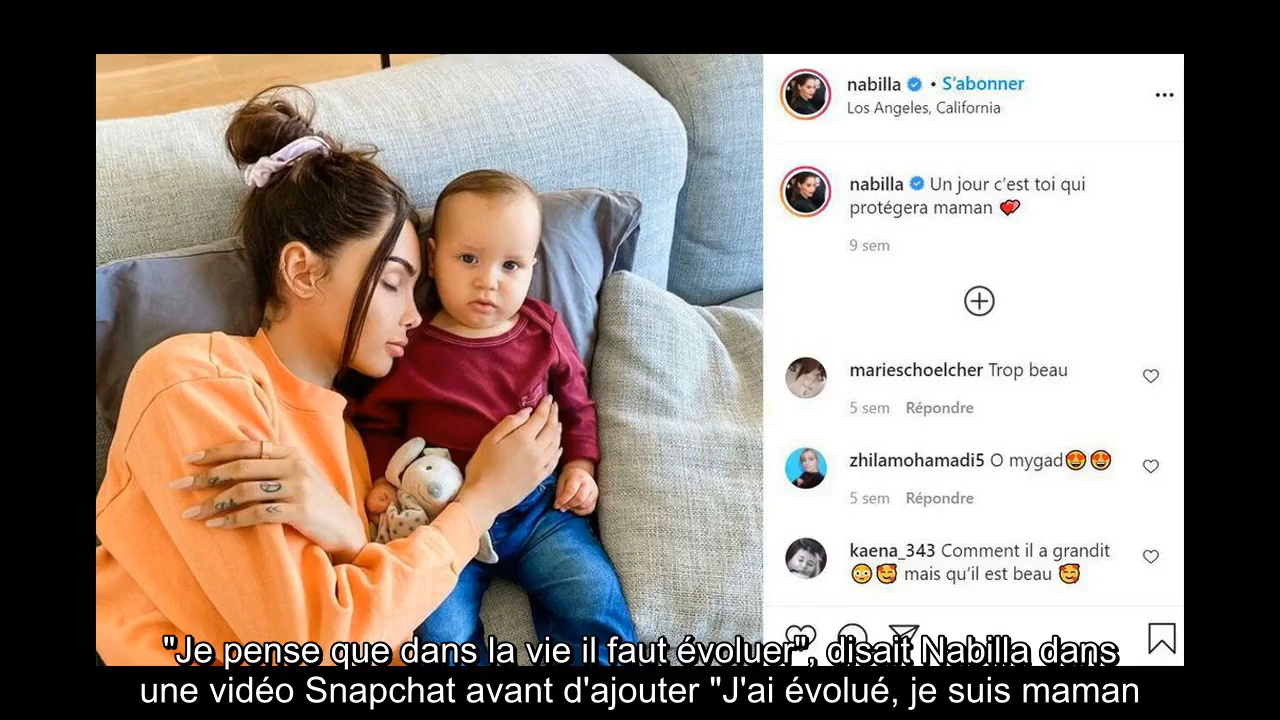 nabilla • S'abonner
Los Angeles, California
nabilla Un jour c'est toi qui
protégera maman 💕
9 sem
marieschoelcher Trop beau
5 sem Répondre
zhilamohamadi5 O mygad😍😍
5 sem Répondre
kaena_343 Comment il a grandit
😳🥰 mais qu'il est beau 🥰
"Je pense que dans la vie il faut évoluer", disait Nabilla dans
une vidéo Snapchat avant d'ajouter "J'ai évolué, je suis maman